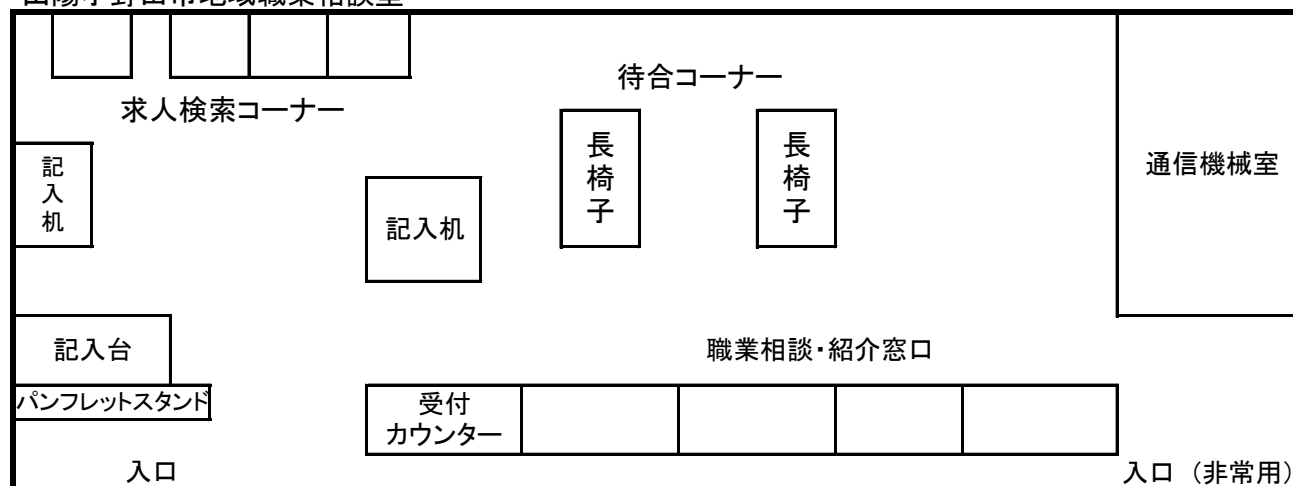 求人検索コーナー
待合コーナー
長椅子
長椅子
通信機械室
記入机
記入机
記入台
職業相談・紹介窓口
パンフレットスタンド
受付
カウンター
入口
入口（非常用）